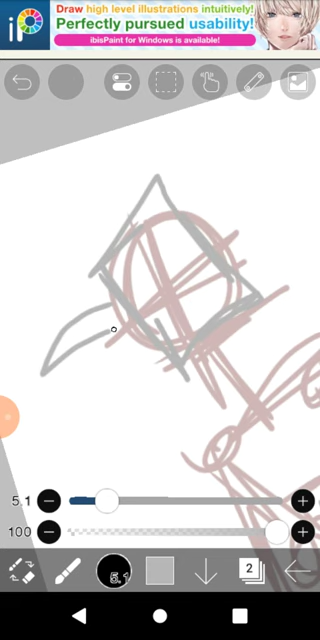 iP
Draw high level illustrations intuitively!
Perfectly pursued usability!
ibisPaint for Windows is available!
5.1
100
5.1
2